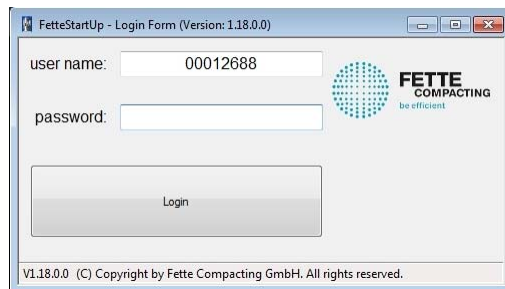 FetteStartUp - Login Form (Version: 1.18.0.0)
user name: 00012688
FETTE
COMPACTING
be efficient
password:
Login
V1.18.0.0 (C) Copyright by Fette Compacting GmbH. All rights reserved.